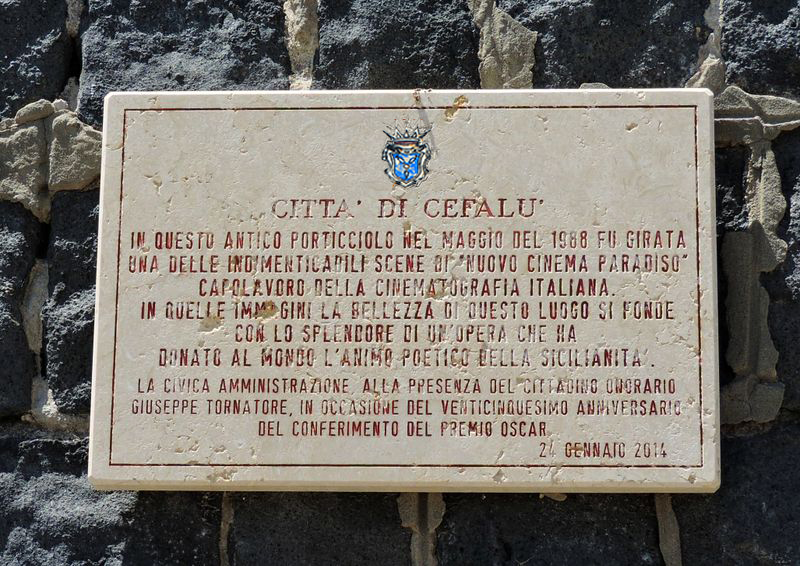 CITTA' DI CEFALU'
IN QUESTO ANTICO PORTICCIOLO NEL MAGGIO DEL 1988 FU GIRATA
UNA DELLE INDIMENTICABILI SCENE DI "NUOVO CINEMA PARADISO"
CAPOLAVORO DELLA CINEMATOGRAFIA ITALIANA.
IN QUELLE IMMAGINI LA BELLEZZA DI QUESTO LUOGO SI FONDE
CON LO SPLENDORE DI UN'OPERA CHE HA
DONATO AL MONDO L'ANIMO POETICO DELLA SICILIANITA'.
LA CIVICA AMMINISTRAZIONE, ALLA PRESENZA DEL CITTADINO ONORARIO
GIUSEPPE TORNATORE, IN OCCASIONE DEL VENTICINQUESIMO ANNIVERSARIO
DEL CONFERIMENTO DEL PREMIO OSCAR.
24 GENNAIO 2014